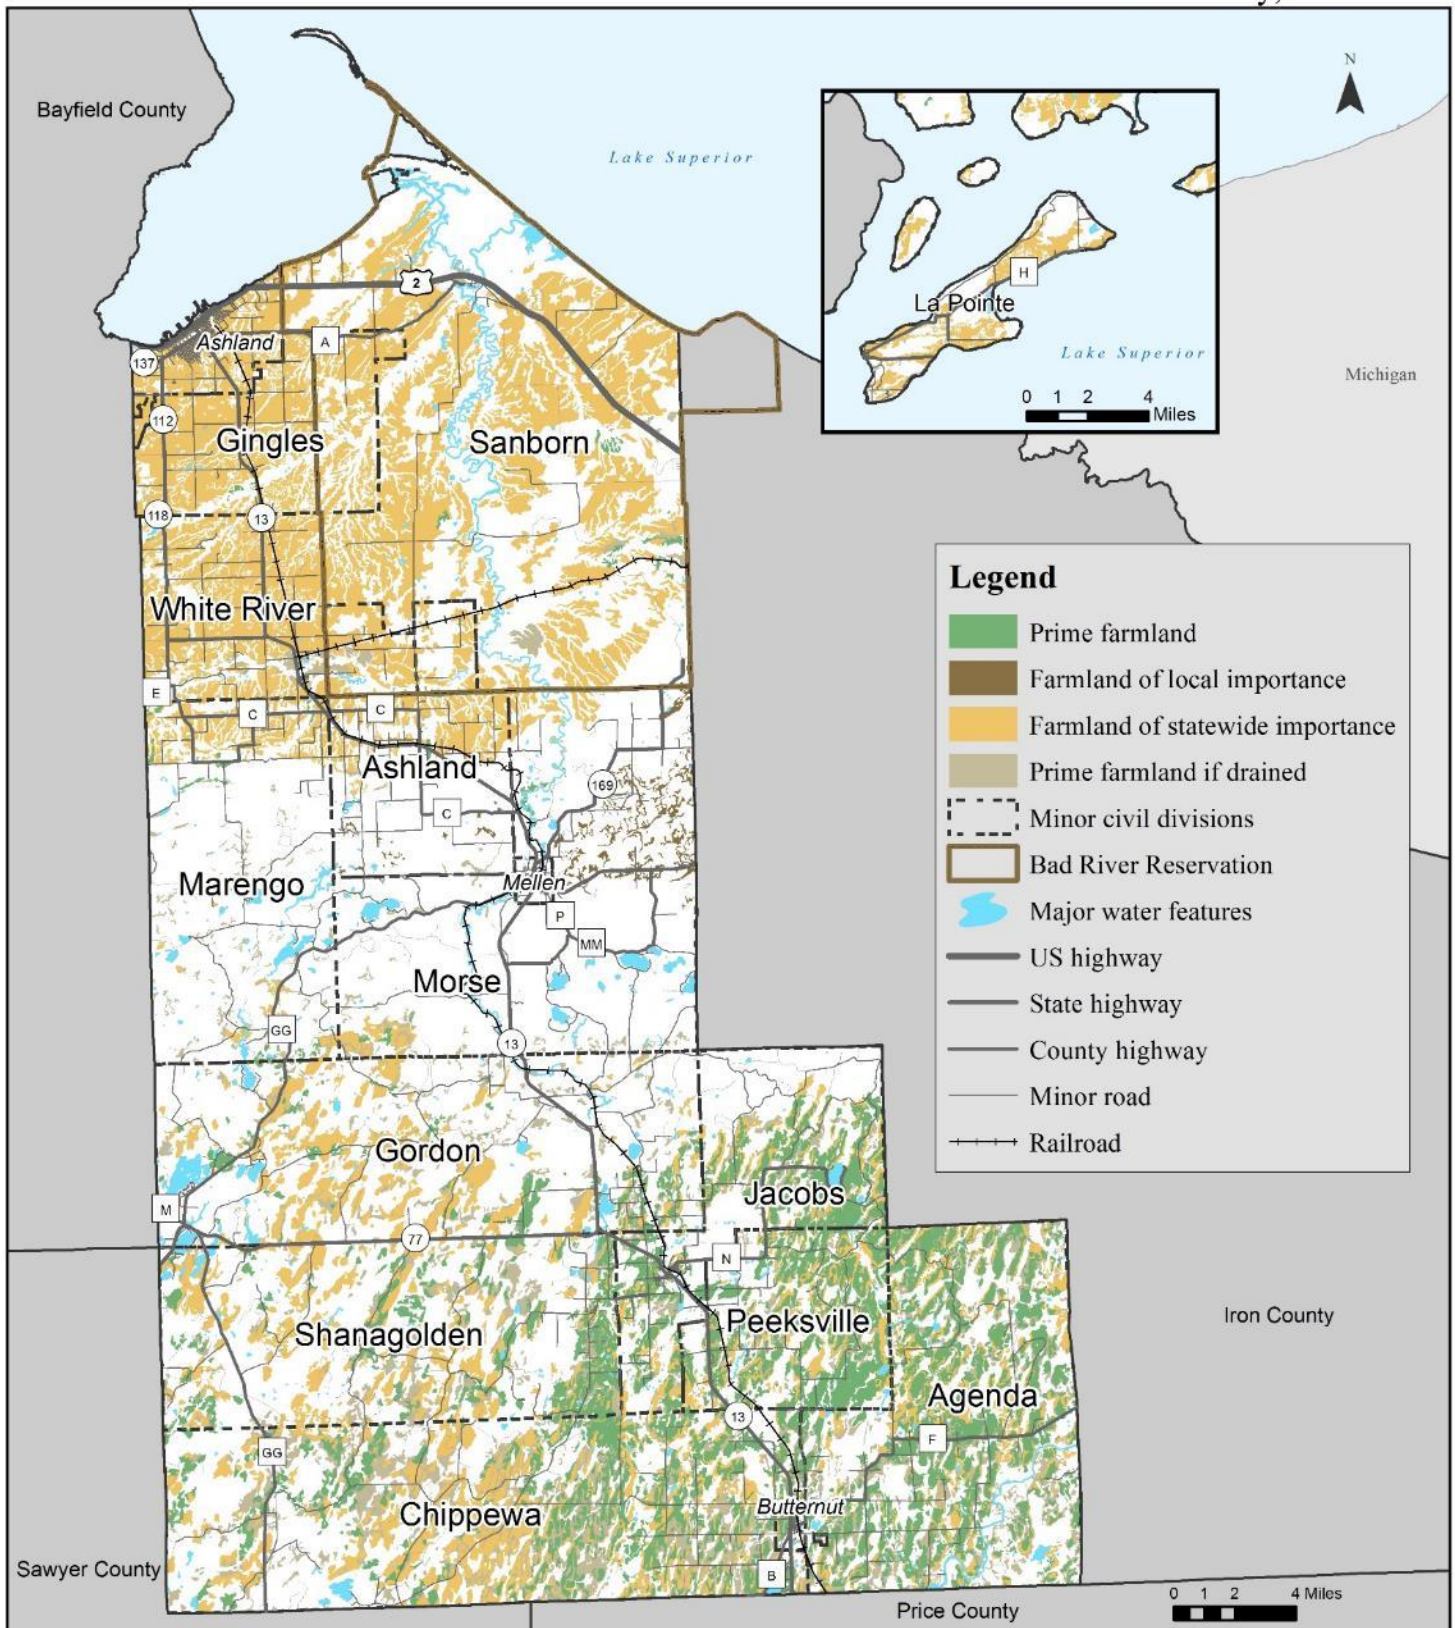 Bayfield County
Lake Superior
N
H
La Pointe
Lake Superior
0 1 2 4
Miles
Michigan
2
Ashland
A
137
112
Gingles
Sanborn
118
13
White River
E
C
C
Ashland
169
C
Marengo
Mellen
P
MM
Morse
GG
13
Gordon
Jacobs
M
77
N
Shanagolden
Peeksville
Iron County
Agenda
13
F
GG
Chippewa
Butternut
B
Sawyer County
Price County
0 1 2 4 Miles
Legend
Prime farmland
Farmland of local importance
Farmland of statewide importance
Prime farmland if drained
Minor civil divisions
Bad River Reservation
Major water features
US highway
State highway
County highway
Minor road
Railroad